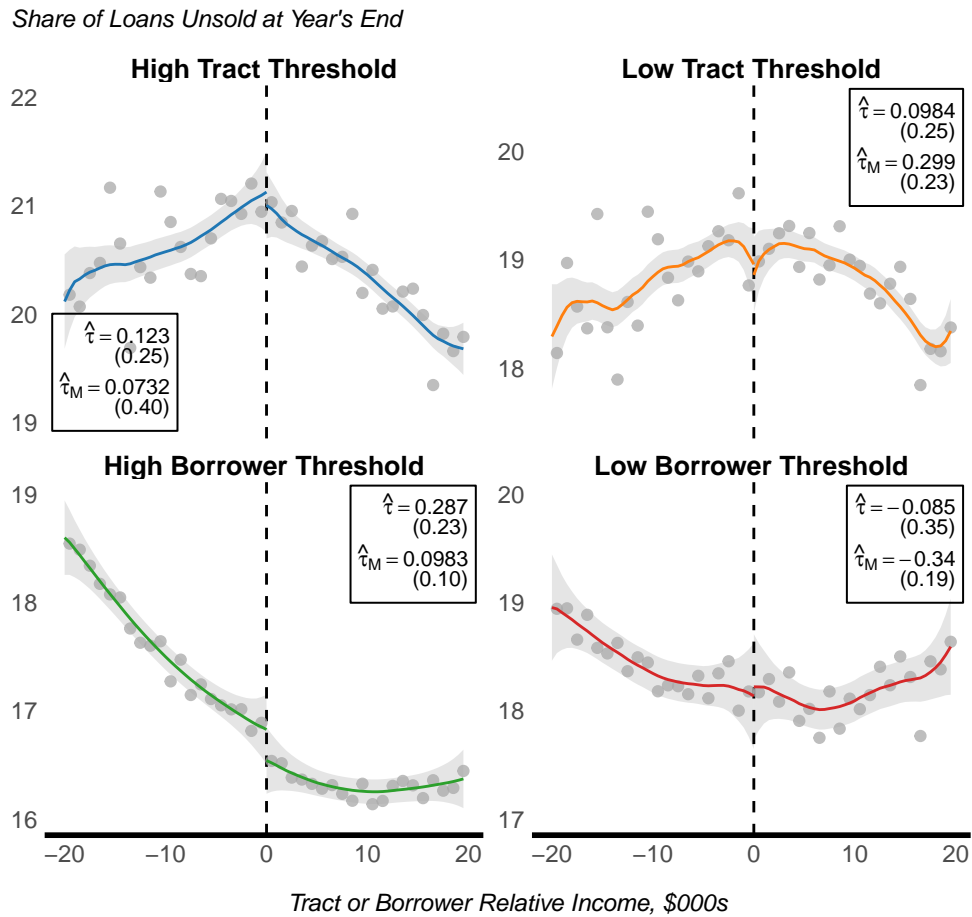 Share of Loans Unsold at Year's End
High Tract Threshold
22
21
20
19
τ̂ = 0.123
(0.25)
τ̂M = 0.0732
(0.40)
Low Tract Threshold
20
19
18
τ̂ = 0.0984
(0.25)
τ̂M = 0.299
(0.23)
High Borrower Threshold
19
18
17
16
τ̂ = 0.287
(0.23)
τ̂M = 0.0983
(0.10)
−20 −10 0 10 20
Low Borrower Threshold
20
19
18
17
τ̂ = −0.085
(0.35)
τ̂M = −0.34
(0.19)
−20 −10 0 10 20
Tract or Borrower Relative Income, $000s